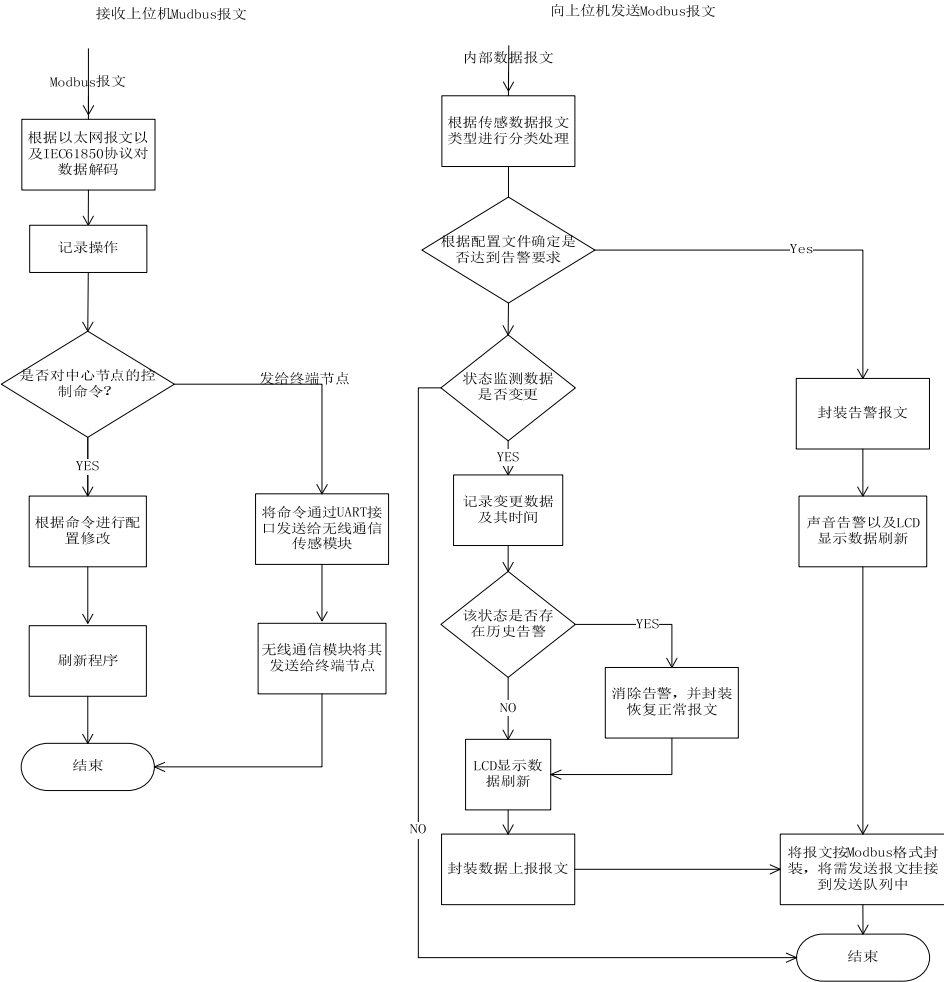 接收上位机Mudbus报文
Modbus报文
根据以太网报文以
及IEC61850协议对
数据解码
记录操作
是否对中心节点的控
制命令？
发给终端节点
YES
根据命令进行配
置修改
将命令通过UART接
口发送给无线通信
传感模块
刷新程序
无线通信模块将其
发送给终端节点
结束
向上位机发送Modbus报文
内部数据报文
根据传感数据报文
类型进行分类处理
根据配置文件确定是
否达到告警要求
Yes
状态监测数据
是否变更
封装告警报文
YES
记录变更数据
及其时间
声音告警以及LCD
显示数据刷新
该状态是否存
在历史告警
YES
消除告警，并封装
恢复正常报文
NO
LCD显示数
据刷新
NO
封装数据上报报文
将报文按Modbus格式封
装，将需发送报文挂接
到发送队列中
结束